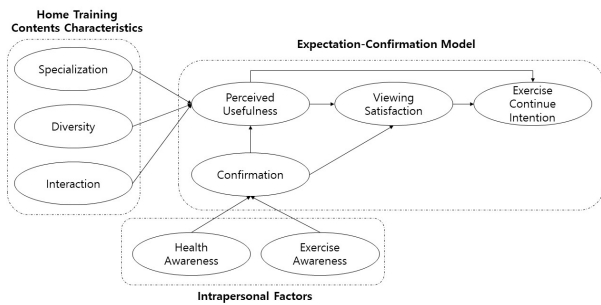 Home Training
Contents Characteristics
Expectation-Confirmation Model
Specialization
Diversity
Interaction
Perceived
Usefulness
Viewing
Satisfaction
Exercise
Continue
Intention
Confirmation
Health
Awareness
Exercise
Awareness
Intrapersonal Factors